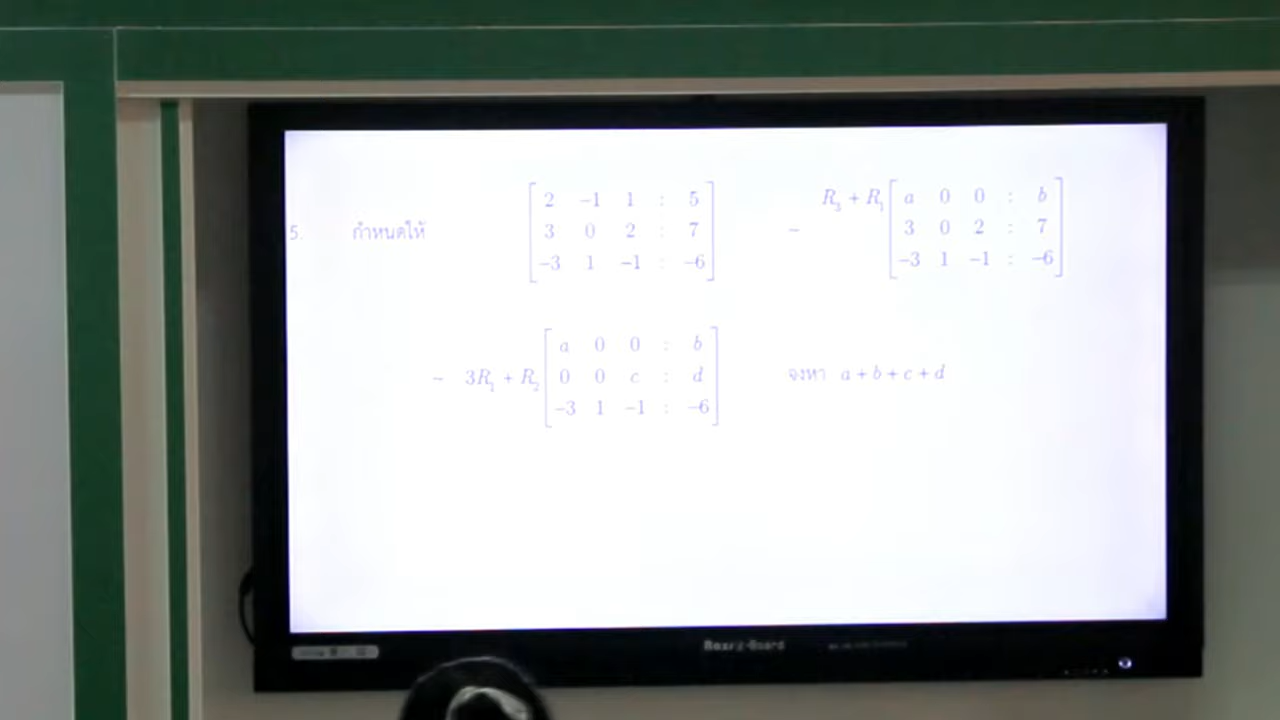 5. กำหนดให้ [2 −1 1 : 5] ~ R₃ + R₁ [a 0 0 : b]
[3 0 2 : 7] [3 0 2 : 7]
[−3 1 −1 : −6] [−3 1 −1 : −6]
~ 3R₁ + R₂ [a 0 0 : b] จงหา a + b + c + d
[0 0 c : d]
[−3 1 −1 : −6]